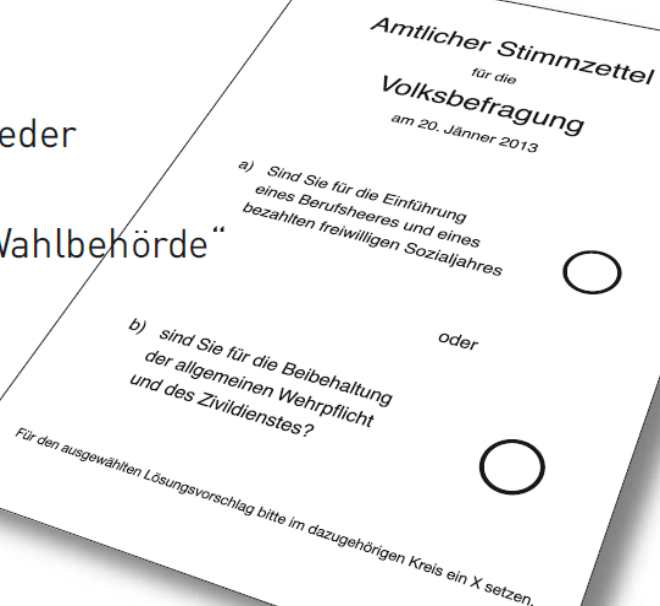 eder
Wahlbehörde“
Amtlicher Stimmzettel
für die
Volksbefragung
am 20. Jänner 2013
a) Sind Sie für die Einführung
eines Berufsheeres und eines
bezahlten freiwilligen Sozialjahres
oder
b) sind Sie für die Beibehaltung
der allgemeinen Wehrpflicht
und des Zivildienstes?
Für den ausgewählten Lösungsvorschlag bitte im dazugehörigen Kreis ein X setzen.